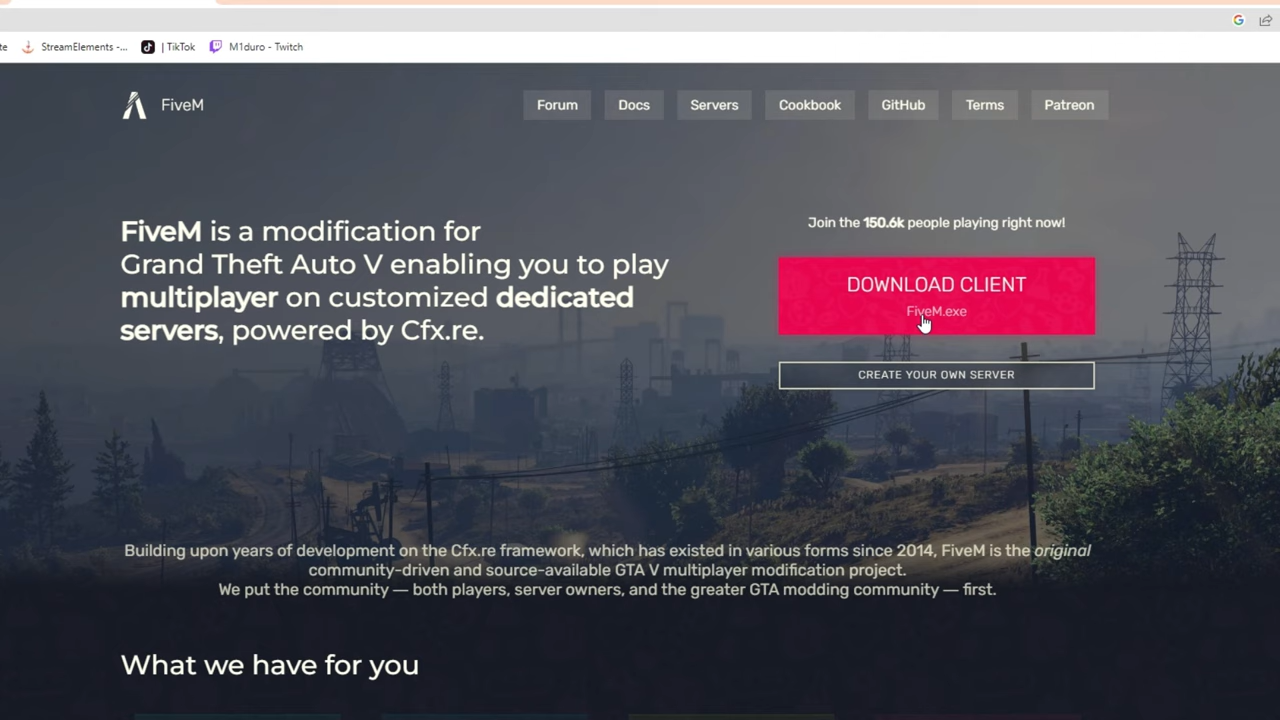 StreamElements -...
| TikTok
M1duro - Twitch
FiveM
Forum
Docs
Servers
Cookbook
GitHub
Terms
Patreon
FiveM is a modification for
Grand Theft Auto V enabling you to play
multiplayer on customized dedicated
servers, powered by Cfx.re.
Join the 150.6k people playing right now!
DOWNLOAD CLIENT
FiveM.exe
CREATE YOUR OWN SERVER
Building upon years of development on the Cfx.re framework, which has existed in various forms since 2014, FiveM is the original
community-driven and source-available GTA V multiplayer modification project.
We put the community — both players, server owners, and the greater GTA modding community — first.
What we have for you